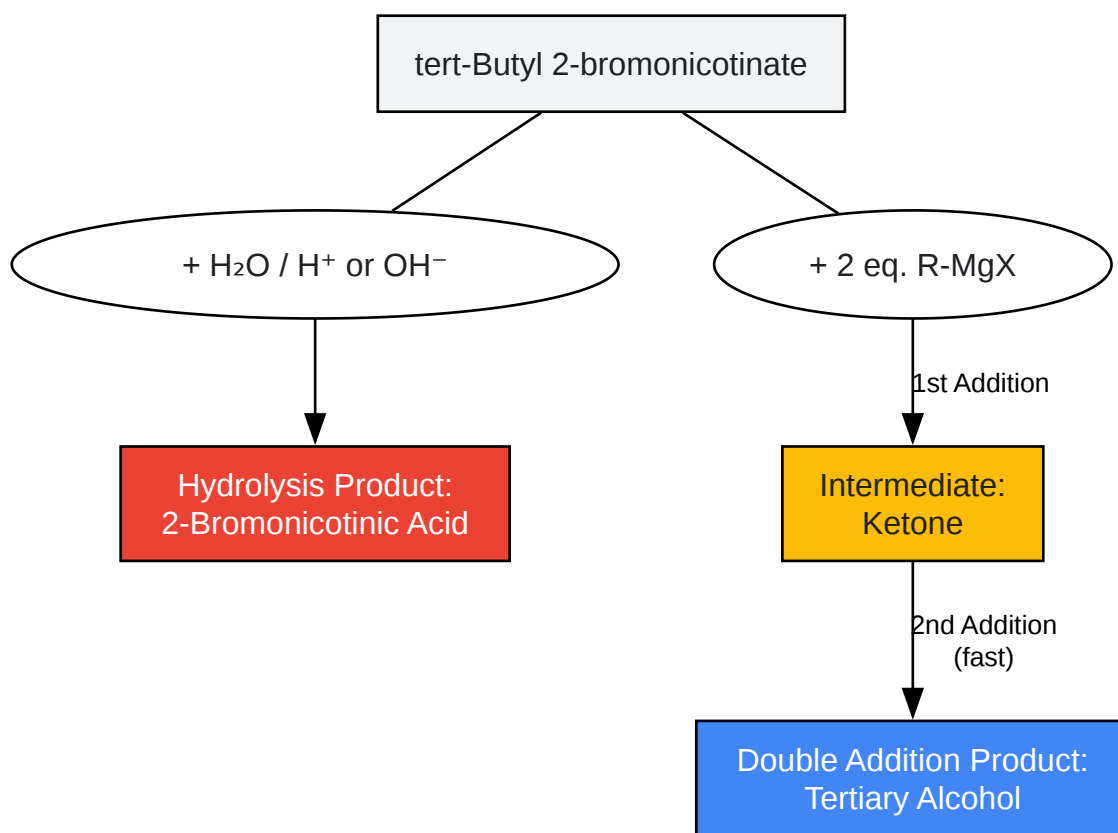 tert-Butyl 2-bromonicotinate
+ H₂O / H⁺ or OH⁻
+ 2 eq. R-MgX
1st Addition
Hydrolysis Product:
2-Bromonicotinic Acid
Intermediate:
Ketone
2nd Addition
(fast)
Double Addition Product:
Tertiary Alcohol